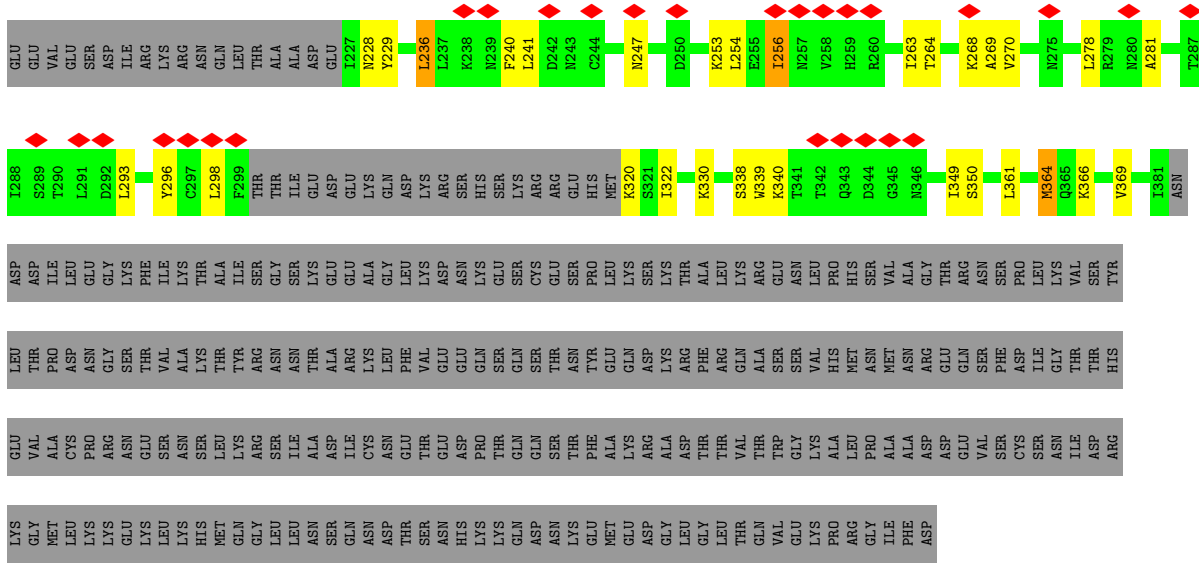 GLU GLU VAL GLU SER ASP ILE ARG LYS ARG ASN GLN LEU THR ALA ALA ASP GLU I227 N228 Y229 L236 L237 K238 N239 F240 L241 D242 N243 C244 N247 D250 K253 L254 E255 I256 N257 V258 H259 R260 I263 T264 K268 A269 V270 N275 L278 R279 N280 A281 T287
I288 S289 T290 L291 D292 L293 Y296 C297 L298 F299 THR THR ILE GLU ASP GLU LYS GLN ASP LYS ARG SER HIS SER LYS ARG ARG GLU HIS MET K320 S321 I322 K330 S338 W339 K340 T341 T342 Q343 D344 G345 N346 I349 S350 L361 M364 Q365 K366 V369 I381 ASN
ASP ASP ILE LEU GLU GLY LYS PHE ILE LYS THR ALA ILE SER GLY SER LYS GLU GLU ALA GLY LEU LYS ASP ASN LYS GLU SER CYS GLU SER PRO LEU LYS SER LYS THR ALA LEU LYS ARG GLU ASN LEU PRO HIS SER VAL ALA GLY THR ARG ASN SER PRO LEU LYS VAL SER TYR
LEU THR PRO ASP ASN GLY SER THR VAL ALA LYS THR TYR ARG ASN ASN THR ALA ARG LYS LEU PHE VAL GLU GLU GLN SER GLN SER THR ASN TYR GLU GLN ASP LYS ARG PHE ARG GLN ALA SER SER VAL HIS MET ASN MET ASN ARG GLU GLN SER PHE ASP ILE GLY THR THR HIS
GLU VAL ALA CYS PRO ARG ASN GLU SER ASN SER LEU LYS ARG SER ILE ALA ASP ILE CYS ASN GLU THR GLU ASP PRO THR GLN GLN SER THR PHE ALA LYS ARG ALA ASP THR THR VAL THR TRP GLY LYS ALA LEU PRO ALA ALA ASP ASP GLU VAL SER CYS SER ASN ILE ASP ARG
LYS GLY MET LEU LYS LYS GLU LYS LEU LYS HIS MET GLN GLY LEU LEU ASN SER GLN ASN ASP THR SER ASN HIS LYS LYS GLN ASP ASN LYS GLU MET GLU ASP GLY LEU GLY LEU THR GLN VAL GLU LYS PRO ARG GLY ILE PHE ASP